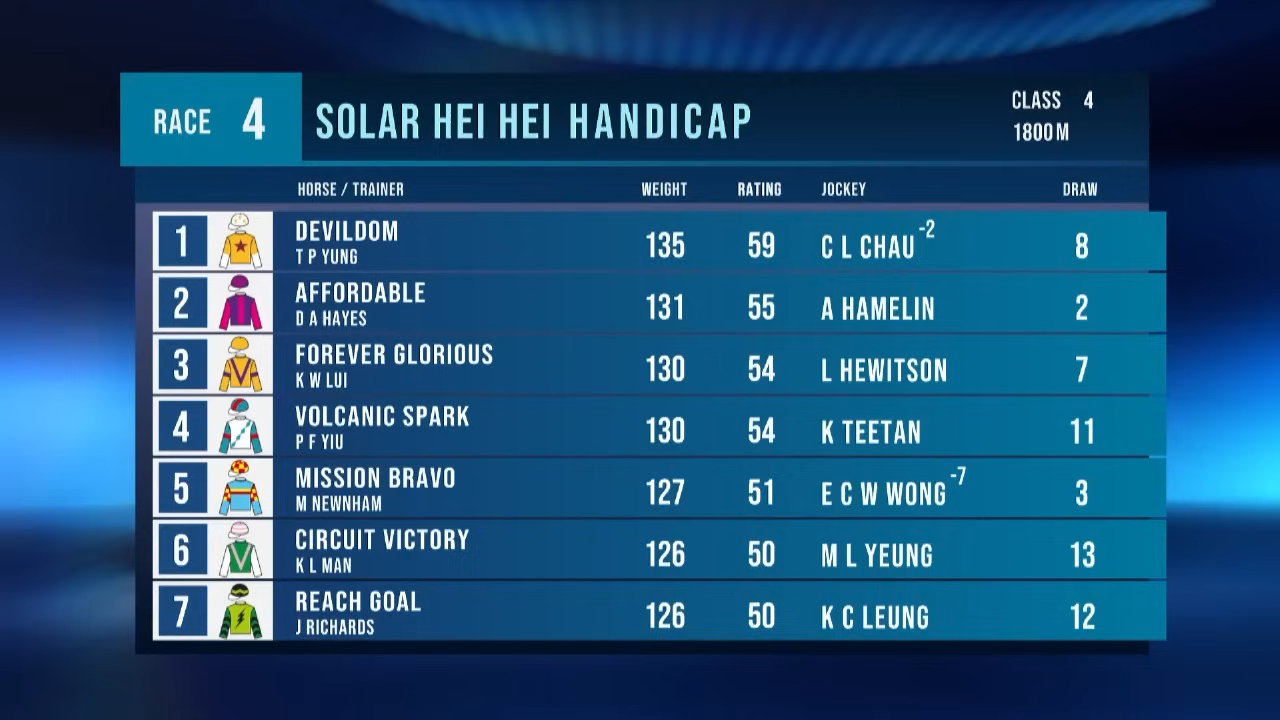 RACE 4 SOLAR HEI HEI HANDICAP
CLASS 4
1800M
HORSE / TRAINER WEIGHT RATING JOCKEY DRAW
1 DEVILDOM 135 59 C L CHAU -2 8
T P YUNG
2 AFFORDABLE 131 55 A HAMELIN 2
D A HAYES
3 FOREVER GLORIOUS 130 54 L HEWITSON 7
K W LUI
4 VOLCANIC SPARK 130 54 K TEETAN 11
P F YIU
5 MISSION BRAVO 127 51 E C W WONG -7 3
M NEWNHAM
6 CIRCUIT VICTORY 126 50 M L YEUNG 13
K L MAN
7 REACH GOAL 126 50 K C LEUNG 12
J RICHARDS